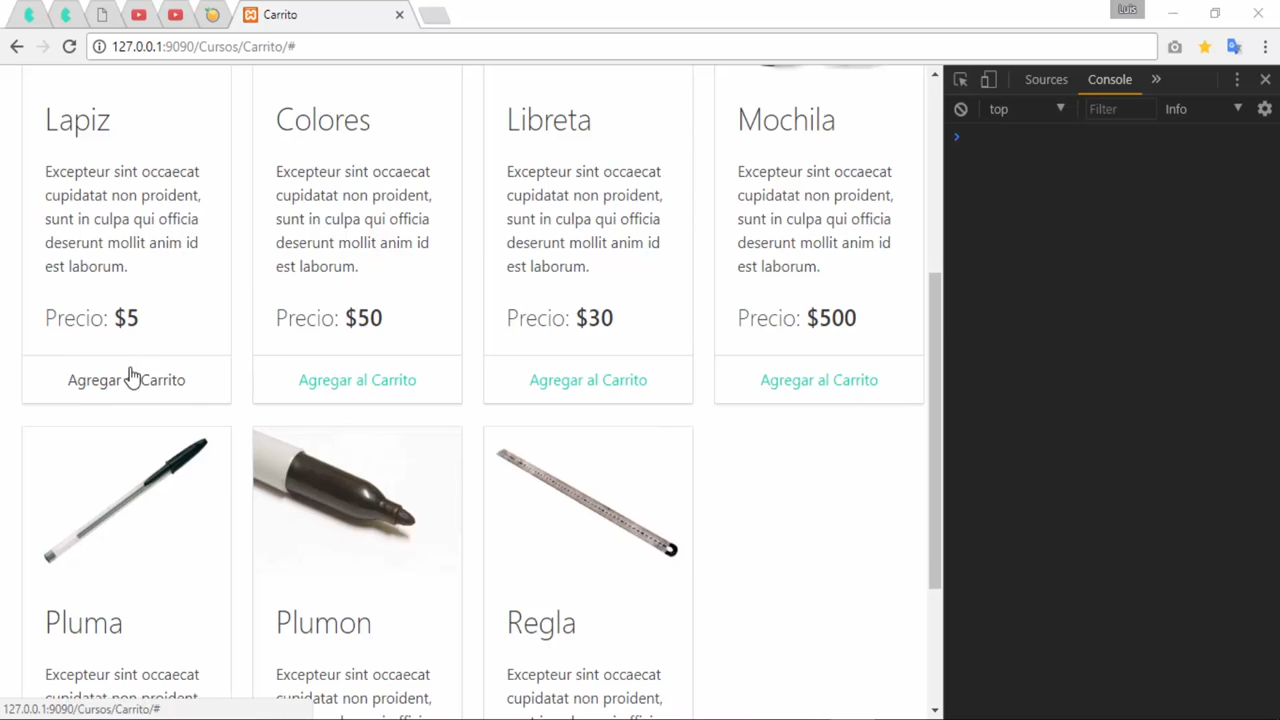 Carrito
Luis
127.0.0.1:9090/Cursos/Carrito/#
Sources Console
top Filter Info
Lapiz
Excepteur sint occaecat
cupidatat non proident,
sunt in culpa qui officia
deserunt mollit anim id
est laborum.
Precio: $5
Agregar Carrito
Colores
Excepteur sint occaecat
cupidatat non proident,
sunt in culpa qui officia
deserunt mollit anim id
est laborum.
Precio: $50
Agregar al Carrito
Libreta
Excepteur sint occaecat
cupidatat non proident,
sunt in culpa qui officia
deserunt mollit anim id
est laborum.
Precio: $30
Agregar al Carrito
Mochila
Excepteur sint occaecat
cupidatat non proident,
sunt in culpa qui officia
deserunt mollit anim id
est laborum.
Precio: $500
Agregar al Carrito
Pluma
Excepteur sint occaecat
Plumon
Excepteur sint occaecat
cupidatat non proident,
Regla
Excepteur sint occaecat
cupidatat non proident,
127.0.0.1:9090/Cursos/Carrito/#